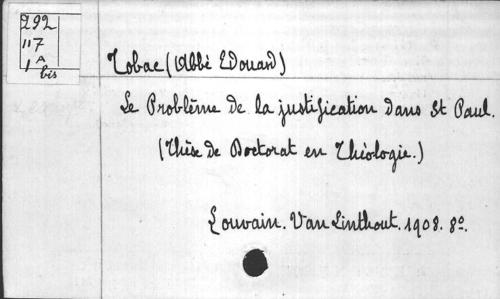 292
117
1 A
bis
Tobac (Abbé Edouard)
Le Problème de la justification dans St Paul.
(Thèse de Doctorat en Théologie.)
Louvain. Van Linthout. 1908. 8º.